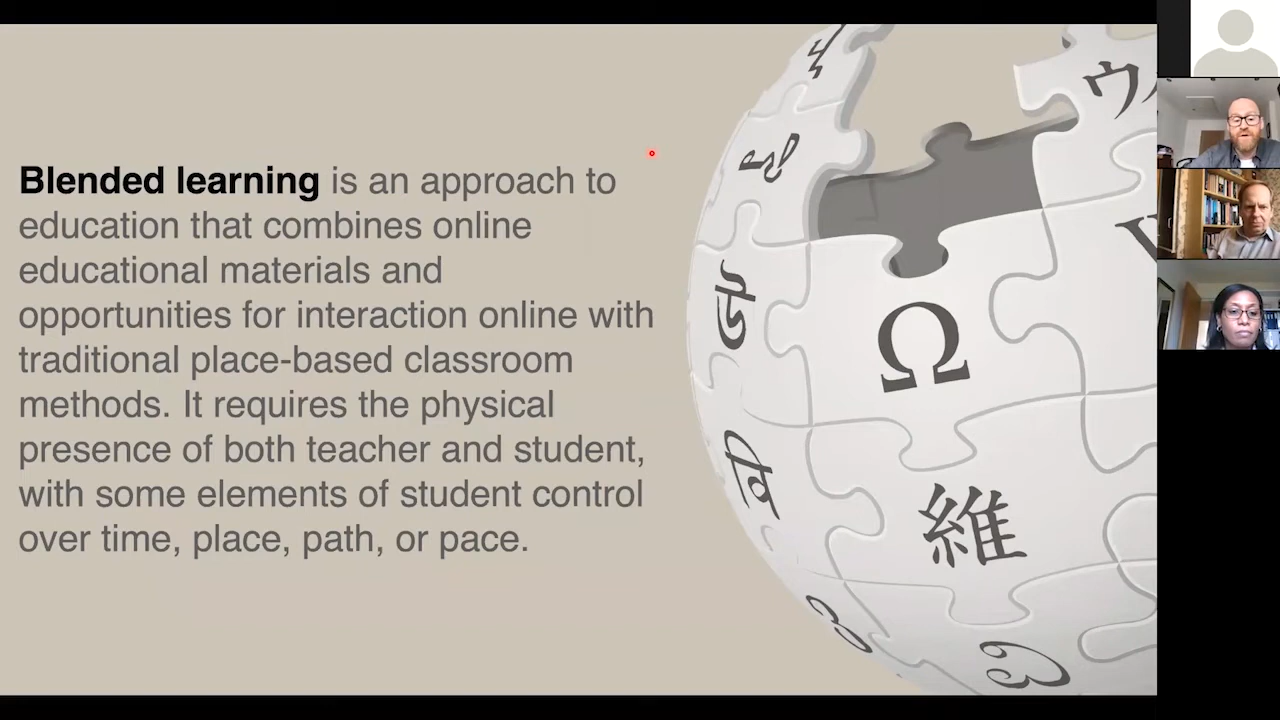 Blended learning is an approach to
education that combines online
educational materials and
opportunities for interaction online with
traditional place-based classroom
methods. It requires the physical
presence of both teacher and student,
with some elements of student control
over time, place, path, or pace.
ウ
Ω
維